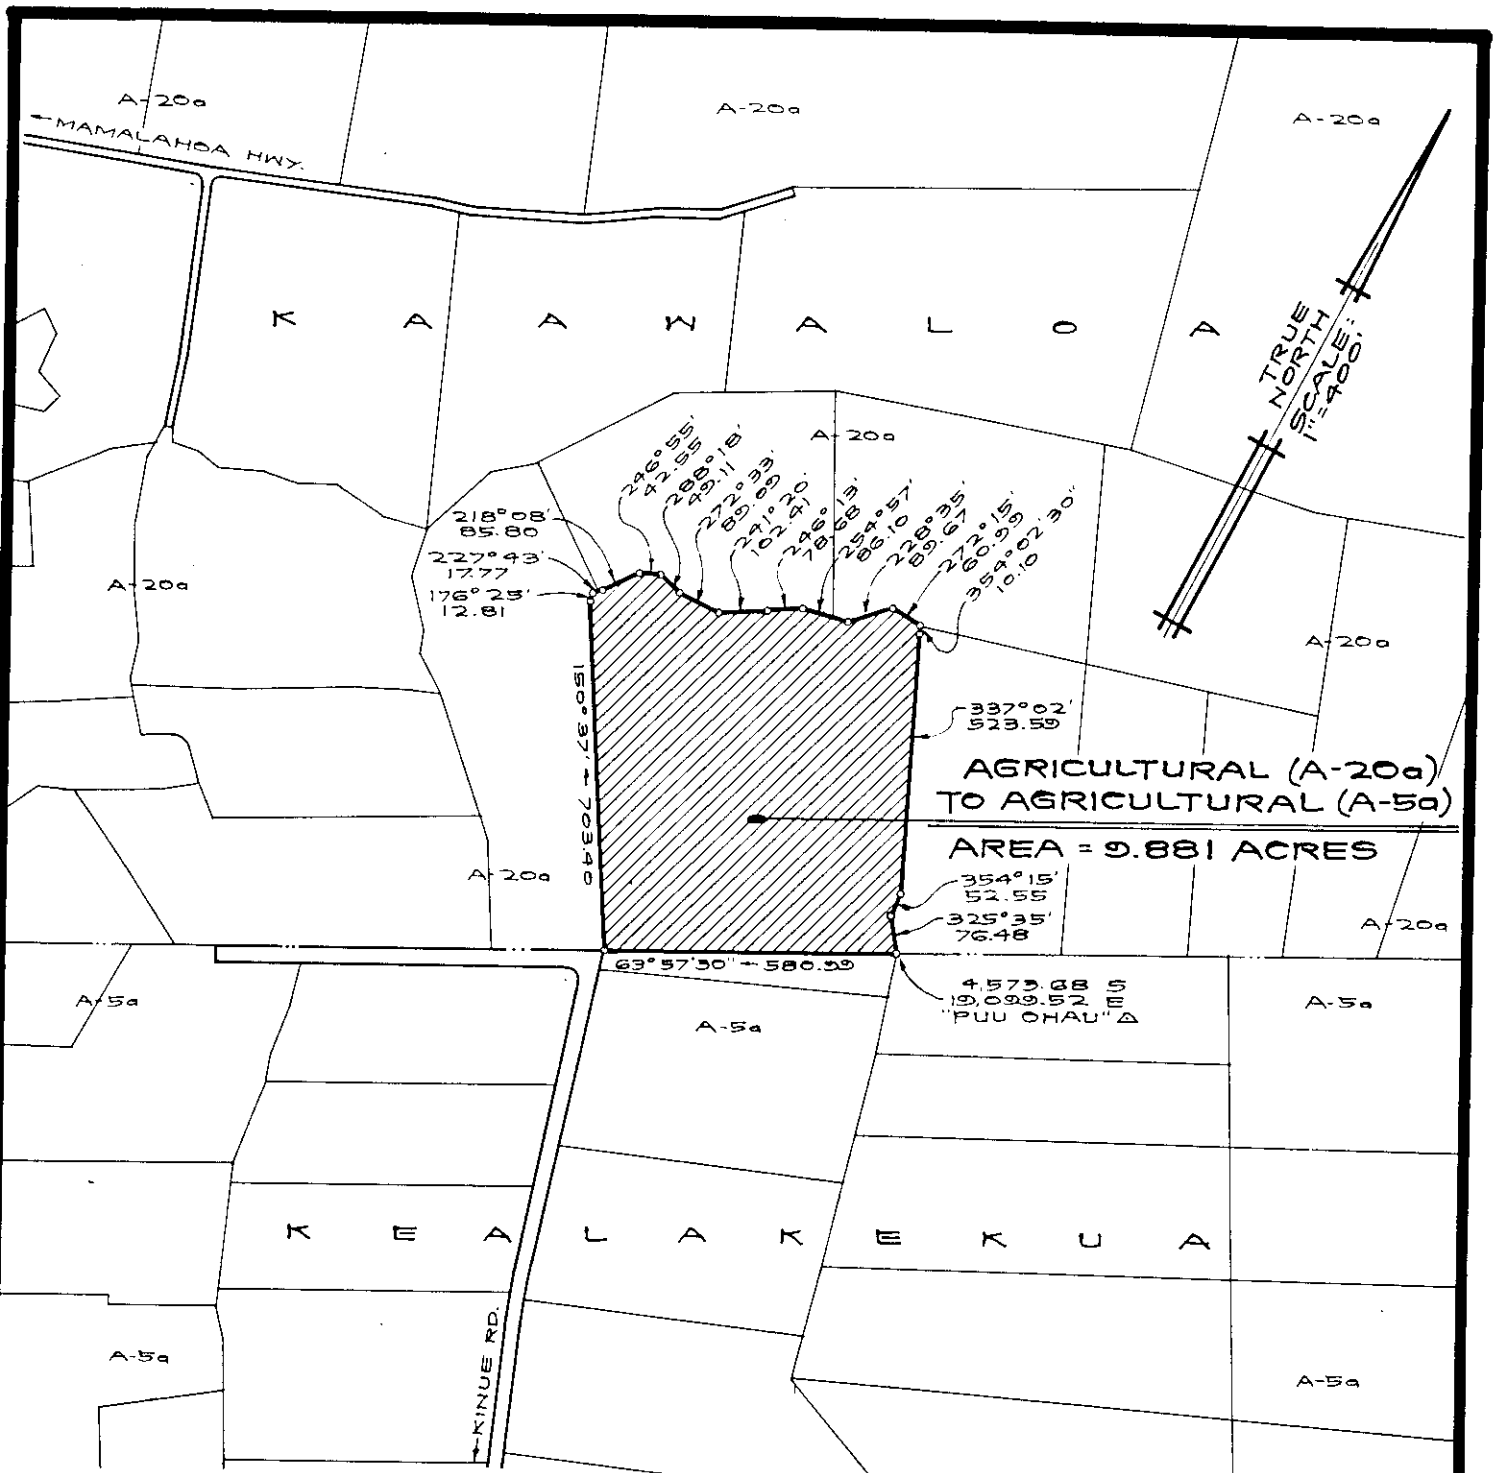 A-20a
A-20a
A-20a
←MAMALAHOA HWY.
K A A W A L O A
TRUE
NORTH
SCALE:
1"=400'
A-20a
246°55'
42.55
288°18'
49.11
272°33'
89.09
241°20'
102.41
246°13'
78.68
254°57'
86.10
228°35'
89.67
272°15'
60.99
354°02'30"
10.10
218°08'
85.80
227°43'
17.77
176°25'
12.81
A-20a
A-20a
150°37' ← 703.40
337°02'
523.59
AGRICULTURAL (A-20a)
TO AGRICULTURAL (A-5a)
AREA = 9.881 ACRES
A-20a
354°15'
52.55
325°35'
76.48
A-20a
63°57'30" ← 580.99
4,573.68 S
19,099.52 E
"PUU OHAU" △
A-5a
A-5a
A-5a
K E A L A K E K U A
←KINUE RD.
A-5a
A-5a